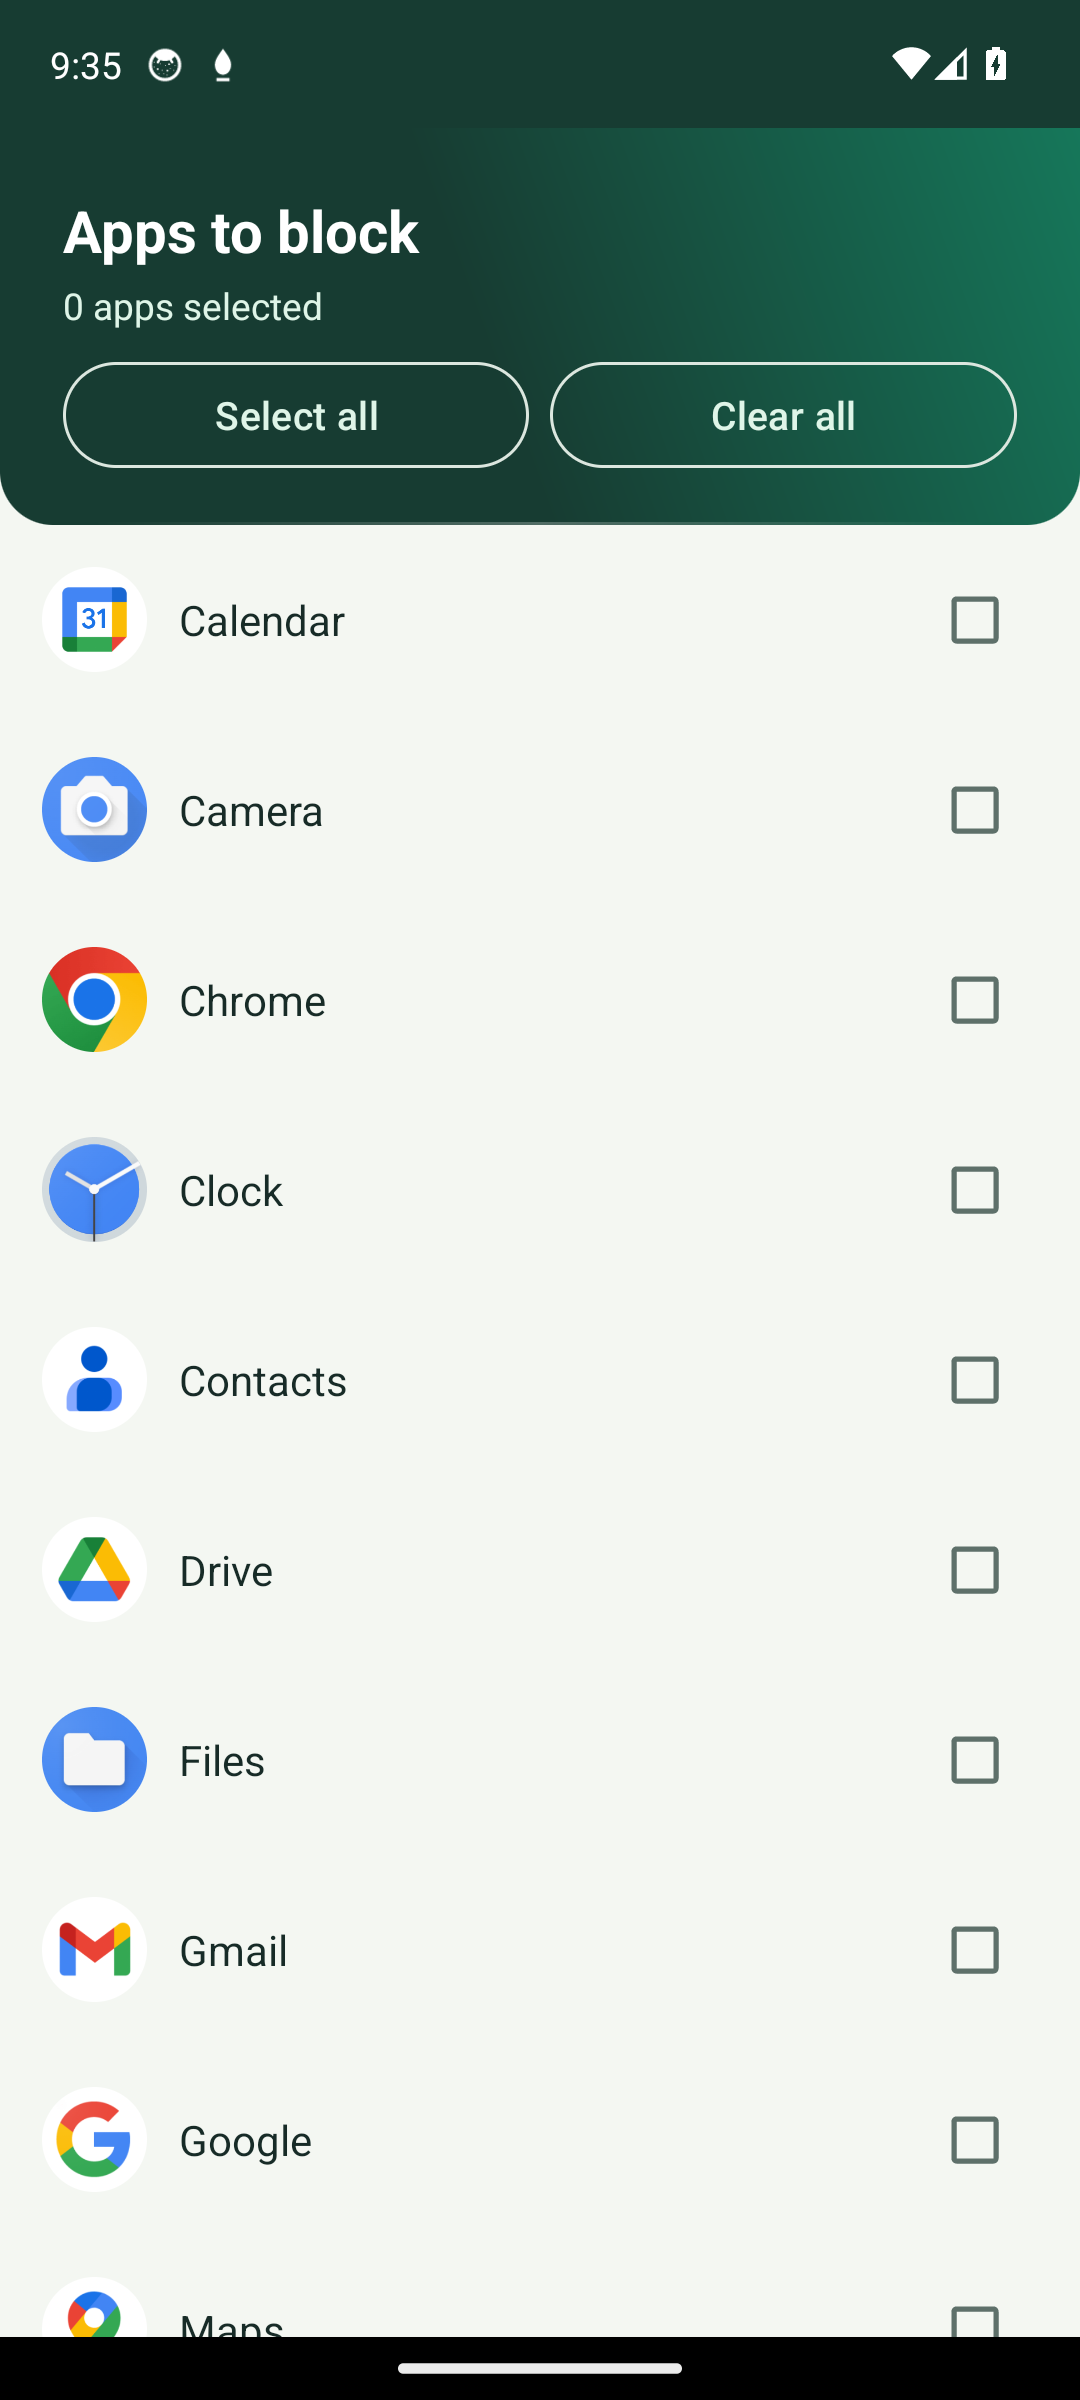 9:35
Apps to block
0 apps selected
Select all
Clear all
31
Calendar
Camera
Chrome
Clock
Contacts
Drive
Files
Gmail
Google
Maps